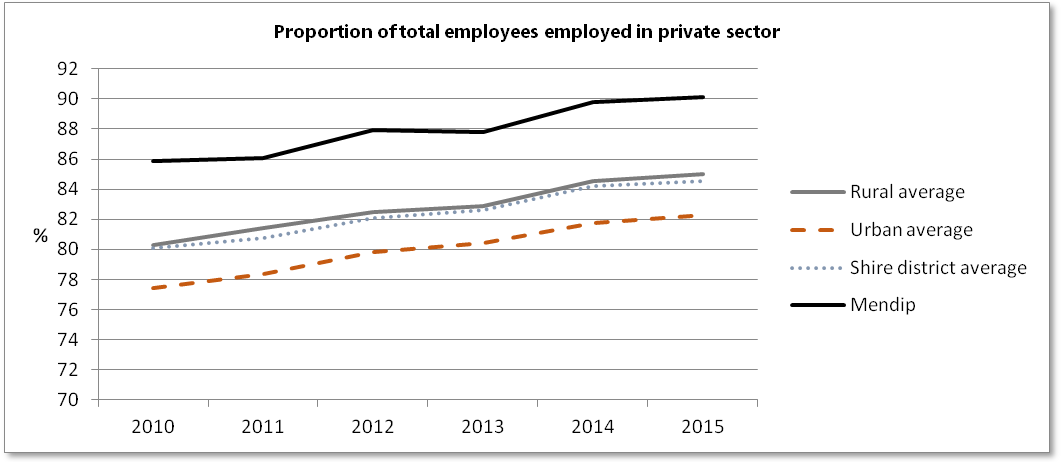 Proportion of total employees employed in private sector
92
90
88
86
84
82
80
78
76
74
72
70
%
2010 2011 2012 2013 2014 2015
Rural average
Urban average
Shire district average
Mendip